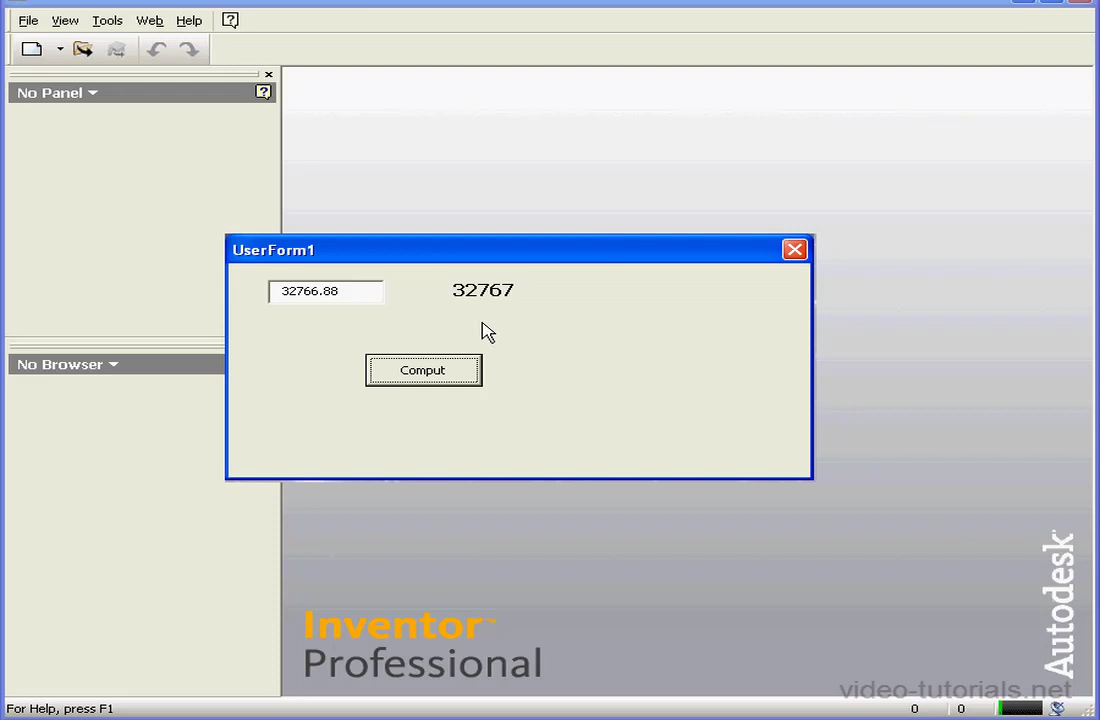 File View Tools Web Help
No Panel
No Browser
UserForm1
32766.88 32767
Comput
Inventor™
Professional
Autodesk
video-tutorials.net
For Help, press F1 0 0